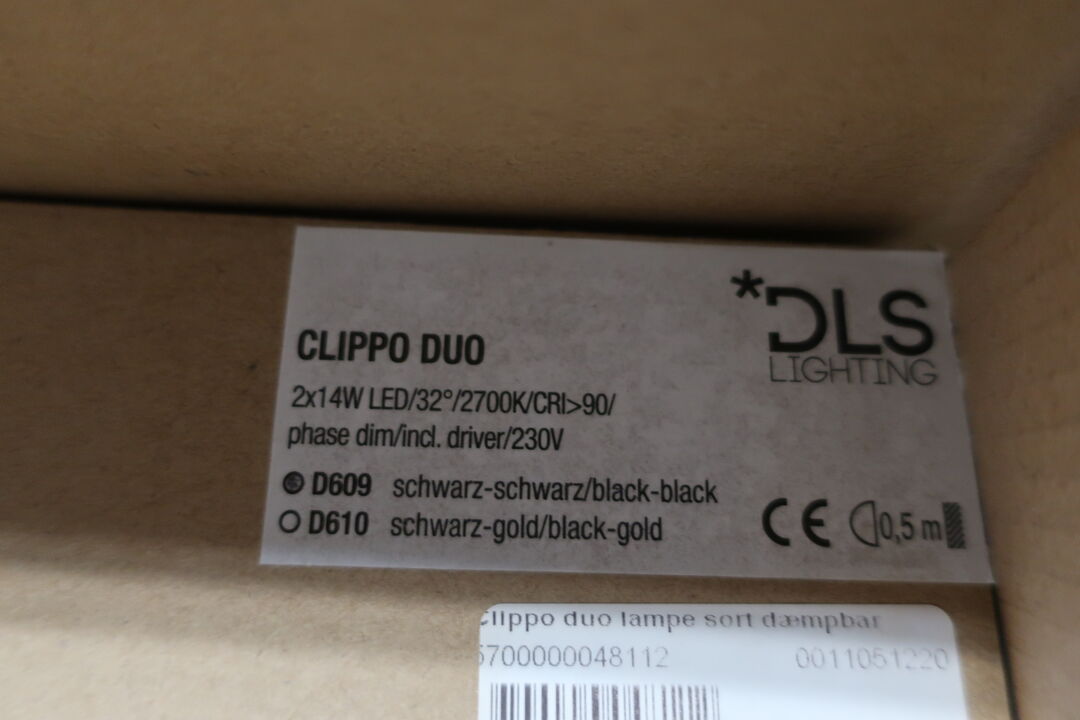 *DLS
LIGHTING
CLIPPO DUO
2x14W LED/32°/2700K/CRI>90/
phase dim/incl. driver/230V
D609 schwarz-schwarz/black-black
D610 schwarz-gold/black-gold
CE 0,5 m
Clippo duo lampe sort dæmpbar
5700000048112 0011051220